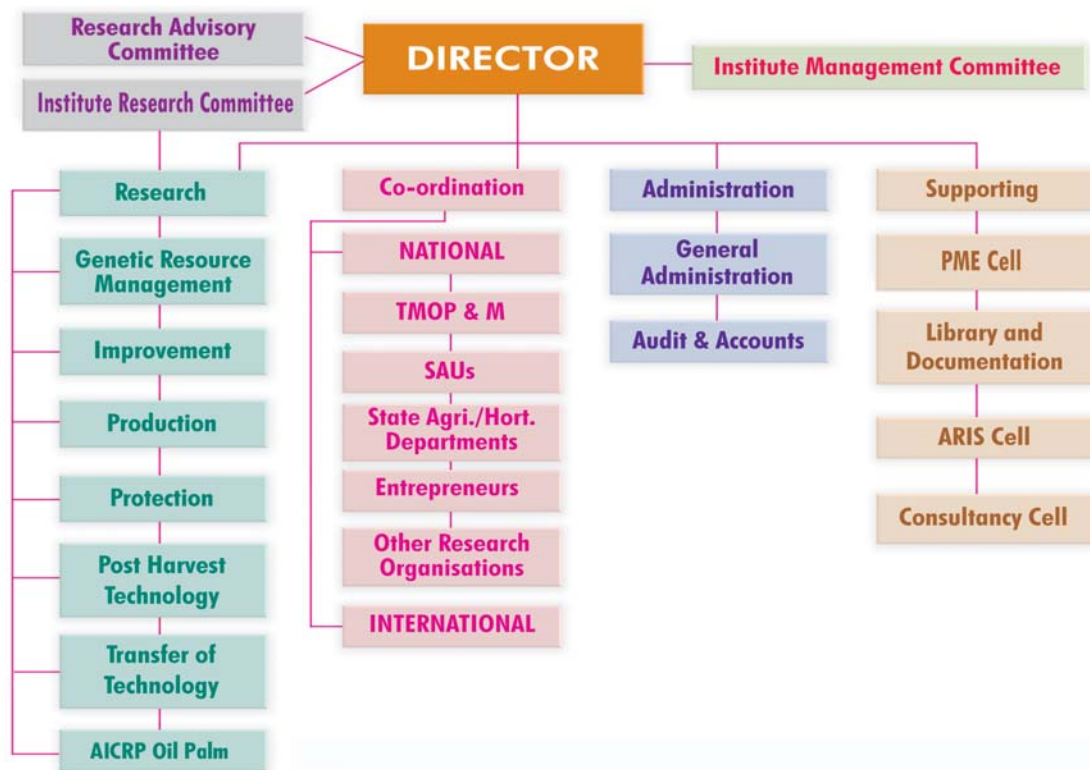 Research Advisory
Committee
DIRECTOR
Institute Management Committee
Institute Research Committee
Research
Genetic Resource
Management
Improvement
Production
Protection
Post Harvest
Technology
Transfer of
Technology
AICRP Oil Palm
Co-ordination
NATIONAL
TMOP & M
SAUs
State Agri./Hort.
Departments
Entrepreneurs
Other Research
Organisations
INTERNATIONAL
Administration
General
Administration
Audit & Accounts
Supporting
PME Cell
Library and
Documentation
ARIS Cell
Consultancy Cell